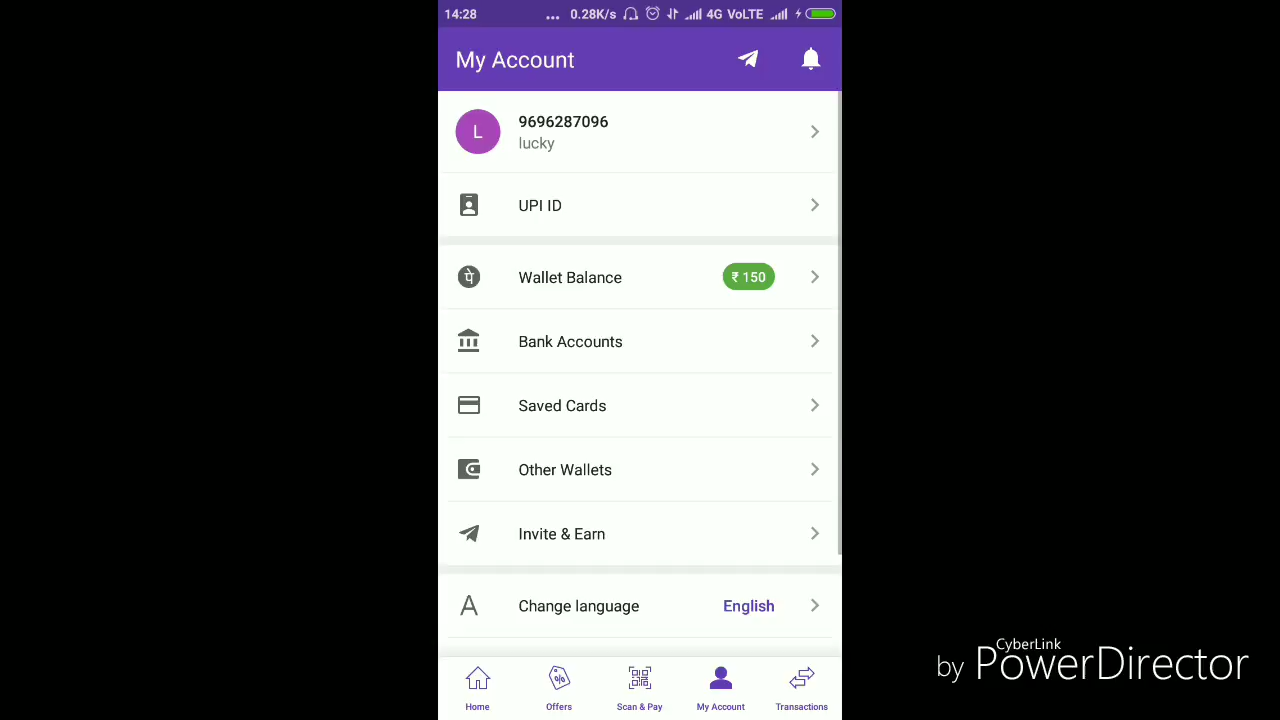 14:28 ... 0.28K/s 4G VoLTE
My Account
L
9696287096
lucky
UPI ID
पे
Wallet Balance ₹ 150
Bank Accounts
Saved Cards
Other Wallets
Invite & Earn
A Change language English
%
Home Offers Scan & Pay My Account Transactions
CyberLink
by PowerDirector